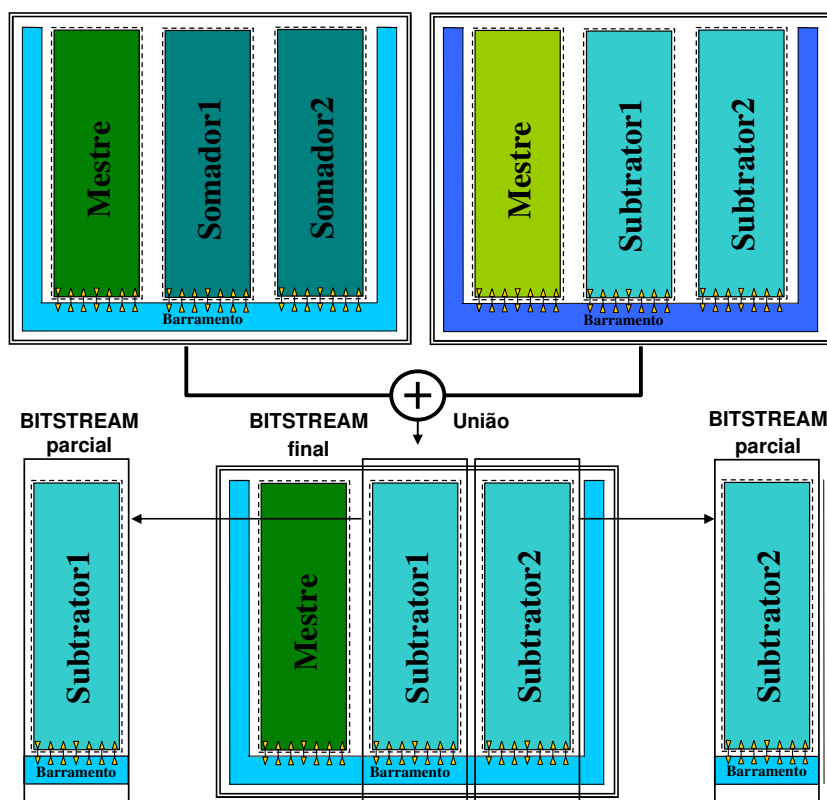 Mestre
Somador1
Somador2
Barramento
Mestre
Subtrator1
Subtrator2
Barramento
BITSTREAM
parcial
BITSTREAM
final
União
BITSTREAM
parcial
Subtrator1
Barramento
Mestre
Subtrator1
Subtrator2
Barramento
Subtrator2
Barramento